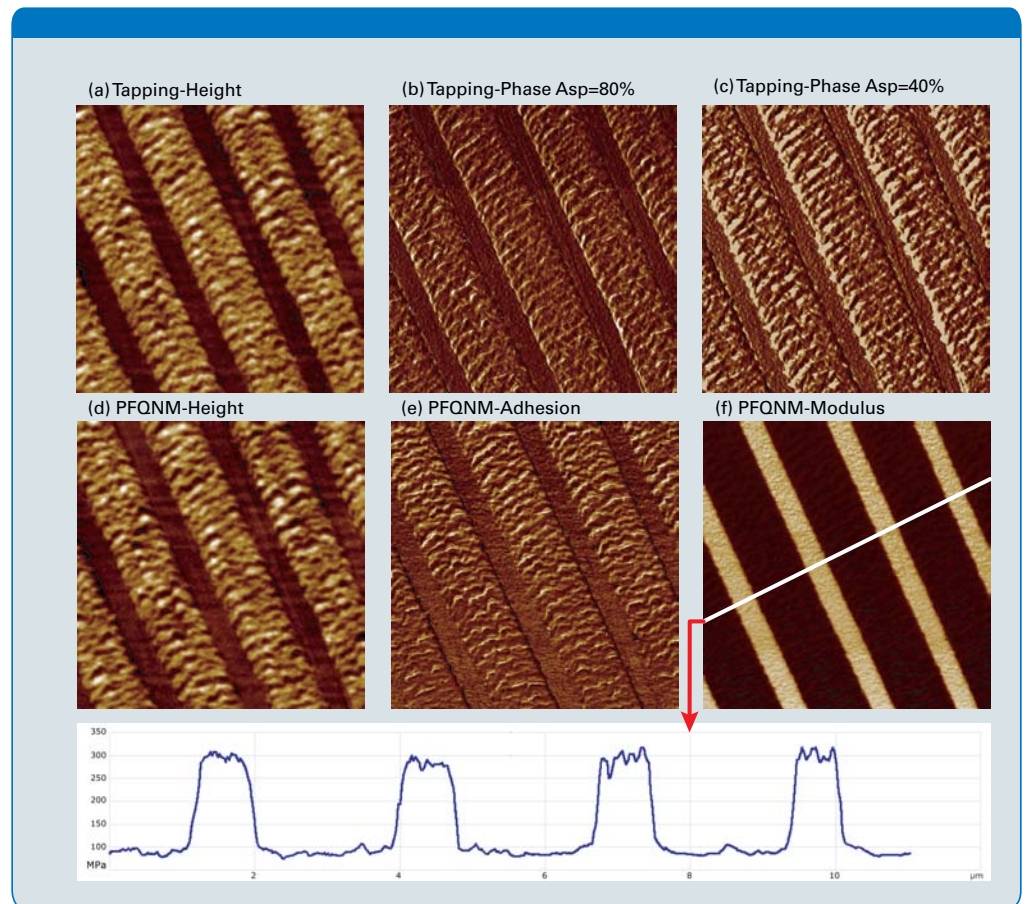 (a) Tapping-Height
(b) Tapping-Phase Asp=80%
(c) Tapping-Phase Asp=40%
(d) PFQNM-Height
(e) PFQNM-Adhesion
(f) PFQNM-Modulus
350
300
250
200
150
100
MPa
2
4
6
8
10
µm